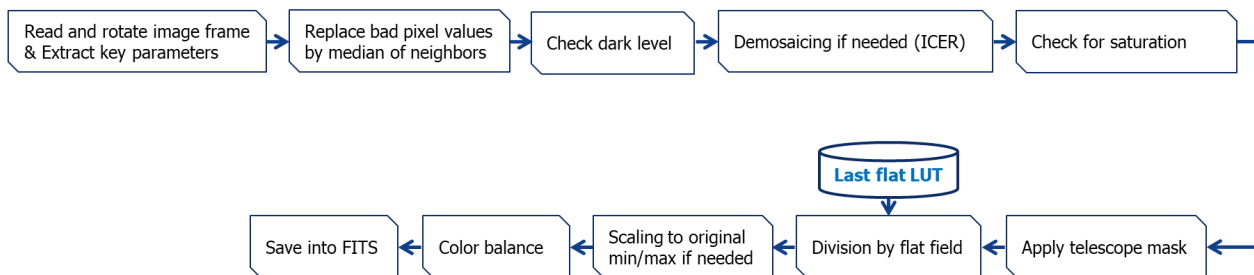 Read and rotate image frame
& Extract key parameters
Replace bad pixel values
by median of neighbors
Check dark level
Demosaicing if needed (ICER)
Check for saturation
Last flat LUT
Apply telescope mask
Division by flat field
Scaling to original
min/max if needed
Color balance
Save into FITS